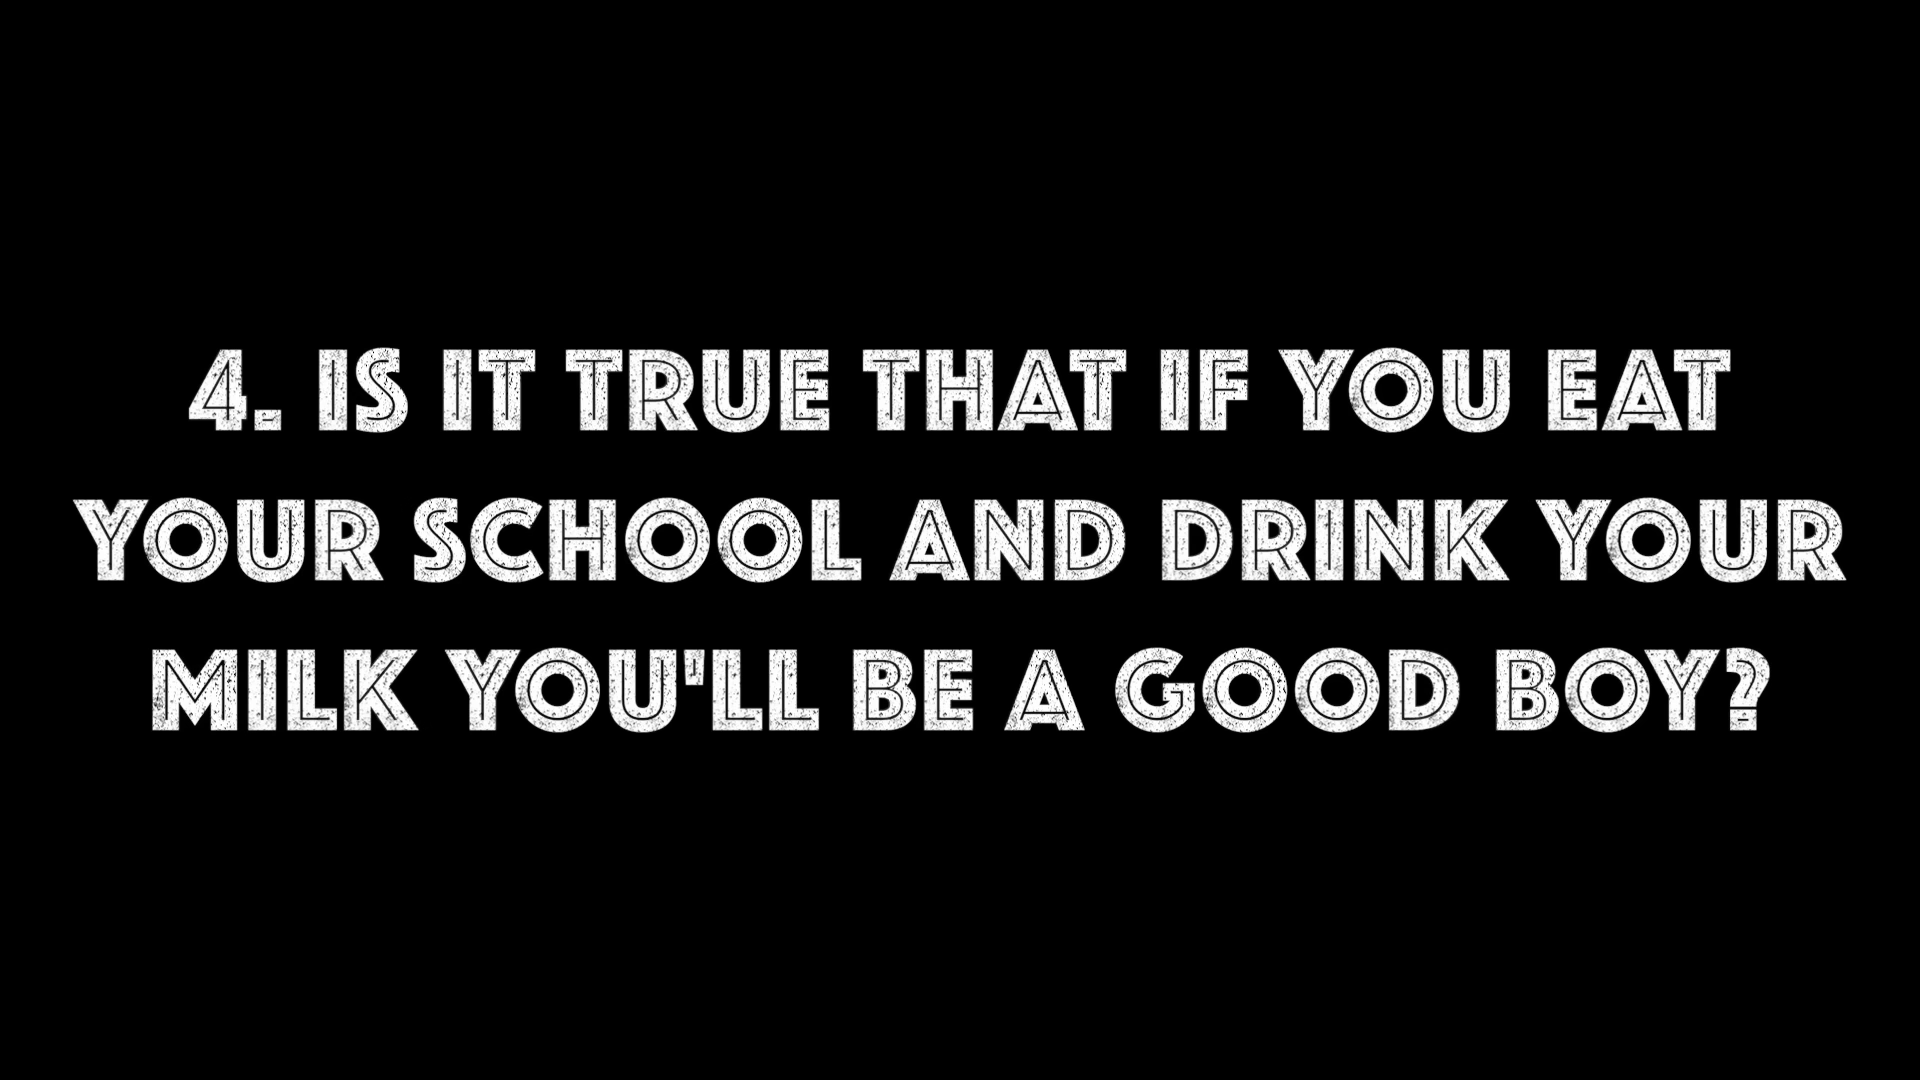 4. IS IT TRUE THAT IF YOU EAT
YOUR SCHOOL AND DRINK YOUR
MILK YOU'LL BE A GOOD BOY?